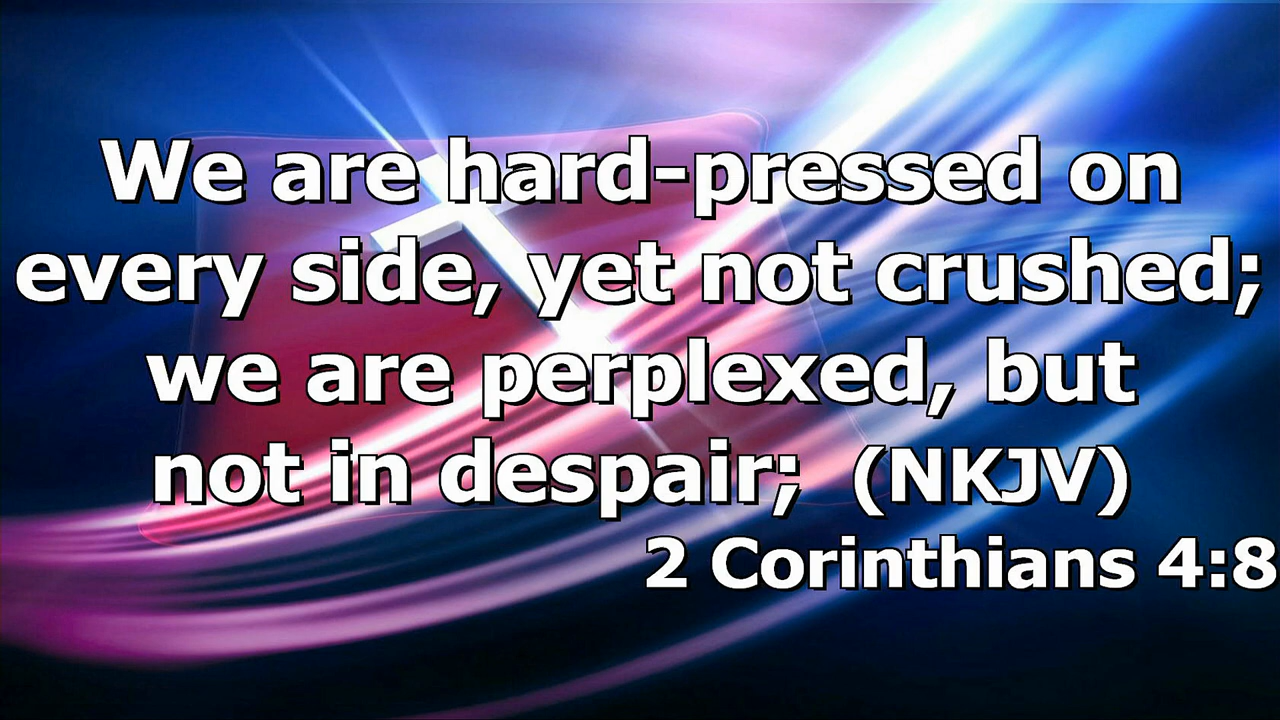 We are hard-pressed on
every side, yet not crushed;
we are perplexed, but
not in despair; (NKJV)
2 Corinthians 4:8